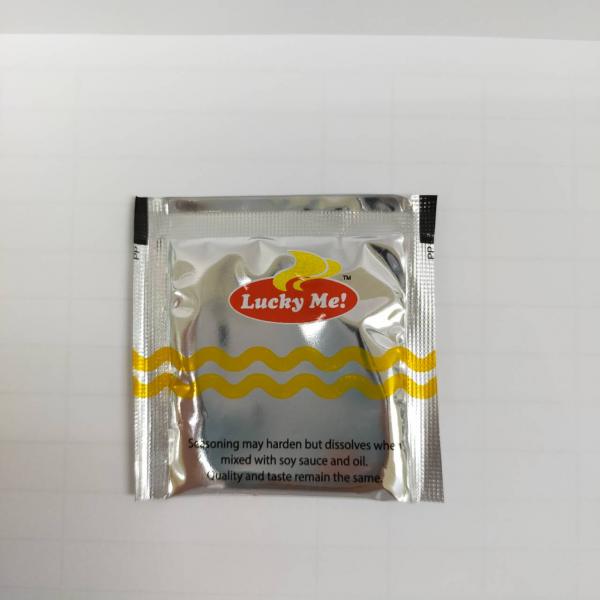 Lucky Me!
TM
Seasoning may harden but dissolves when
mixed with soy sauce and oil.
Quality and taste remain the same.